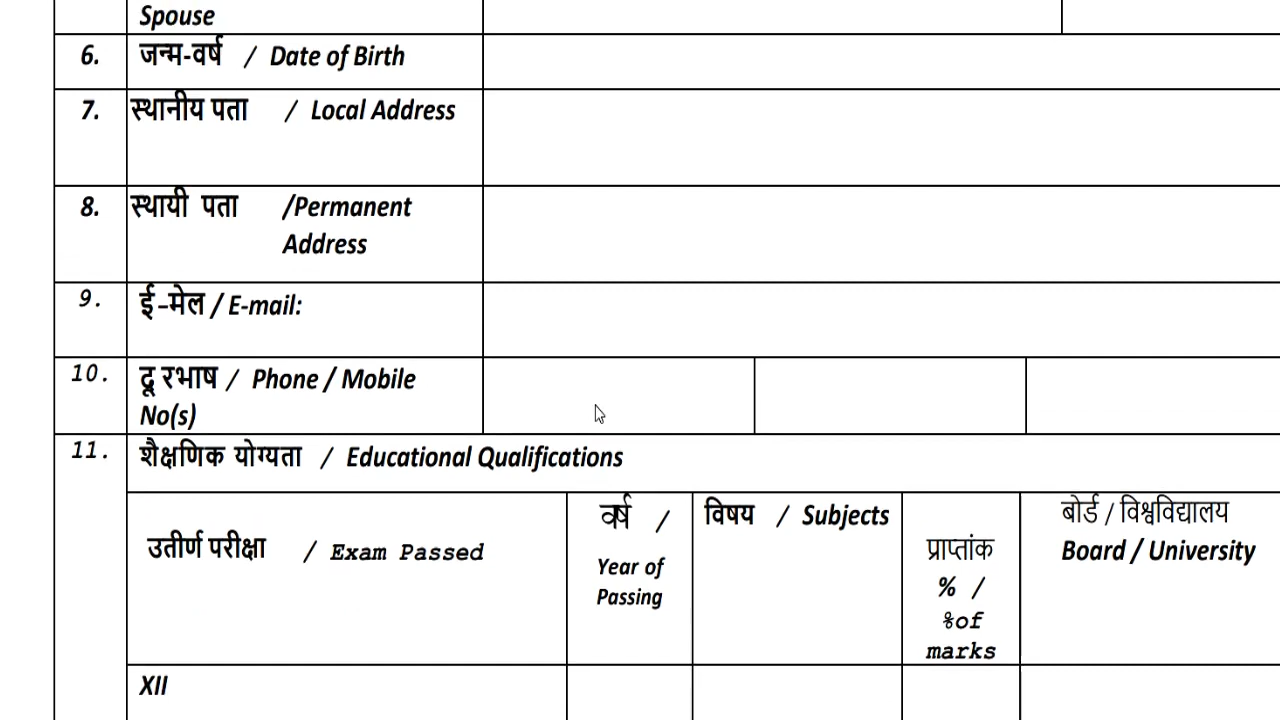 Spouse
6. जन्म-वर्ष / Date of Birth
7. स्थानीय पता / Local Address
8. स्थायी पता /Permanent
Address
9. ई-मेल / E-mail:
10. दूरभाष / Phone / Mobile
No(s)
11. शैक्षणिक योग्यता / Educational Qualifications
उतीर्ण परीक्षा / Exam Passed
वर्ष /
Year of
Passing
विषय / Subjects
प्राप्तांक
% /
%of
marks
बोर्ड / विश्वविद्यालय
Board / University
XII